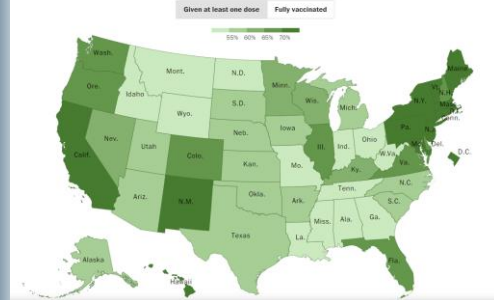 Given at least one dose Fully vaccinated
55% 60% 65% 70%
Wash.
Mont.
N.D.
Minn.
Maine
Ore.
Idaho
S.D.
Wis.
Mich.
N.Y.
Vt.
N.H.
Wyo.
Neb.
Iowa
Pa.
N.J.
Conn.
Nev.
Utah
Colo.
Kan.
Mo.
Ill.
Ind.
Ohio
W.Va.
Va.
Del.
D.C.
Calif.
Ky.
Ariz.
N.M.
Okla.
Ark.
Tenn.
N.C.
S.C.
Texas
La.
Miss.
Ala.
Ga.
Fla.
Alaska
Hawaii